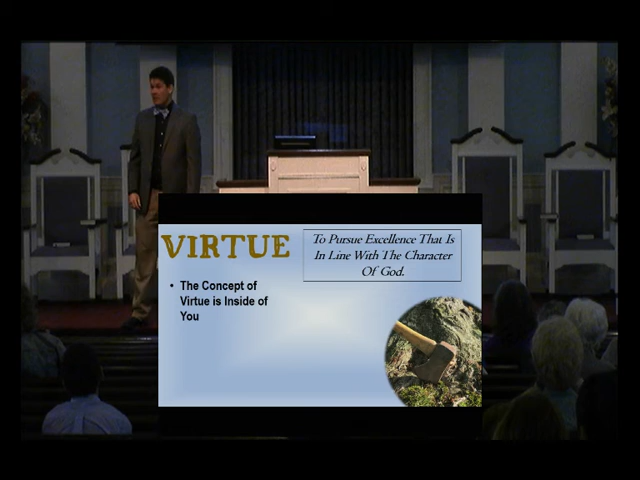 VIRTUE
To Pursue Excellence That Is
In Line With The Character
Of God.
• The Concept of
Virtue is Inside of
You